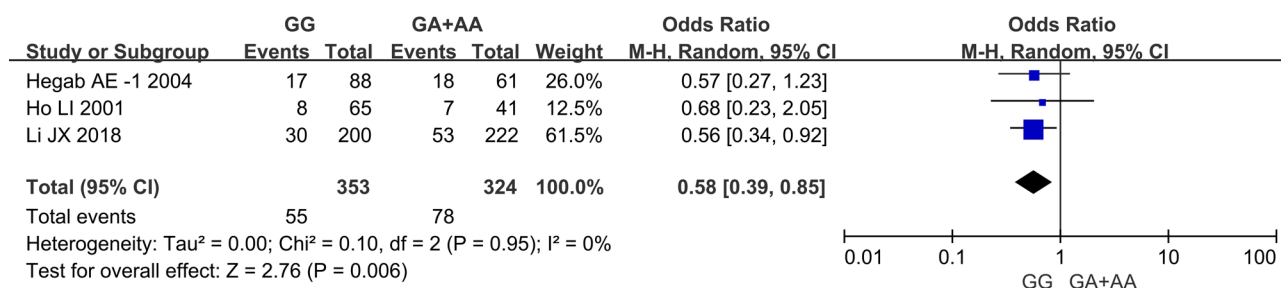 GG GA+AA Odds Ratio Odds Ratio
Study or Subgroup Events Total Events Total Weight M-H, Random, 95% CI M-H, Random, 95% CI
Hegab AE -1 2004 17 88 18 61 26.0% 0.57 [0.27, 1.23]
Ho LI 2001 8 65 7 41 12.5% 0.68 [0.23, 2.05]
Li JX 2018 30 200 53 222 61.5% 0.56 [0.34, 0.92]
Total (95% CI) 353 324 100.0% 0.58 [0.39, 0.85]
Total events 55 78
Heterogeneity: Tau² = 0.00; Chi² = 0.10, df = 2 (P = 0.95); I² = 0%
Test for overall effect: Z = 2.76 (P = 0.006)
0.01 0.1 1 10 100
GG GA+AA